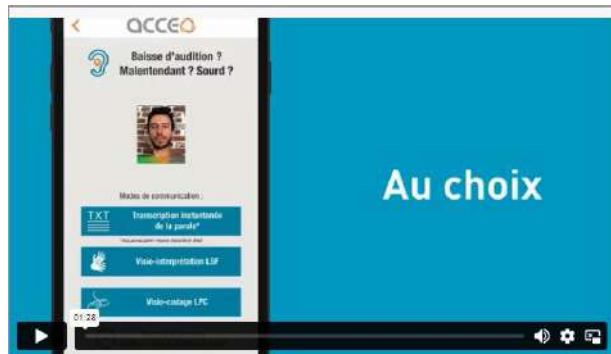 acceo
Baisse d'audition ?
Malentendant ? Sourd ?
Modes de communication :
TXT
Transcription instantanée
de la parole*
Visio-interprétation LSF
Visio-codage LPC
Au choix
01:28